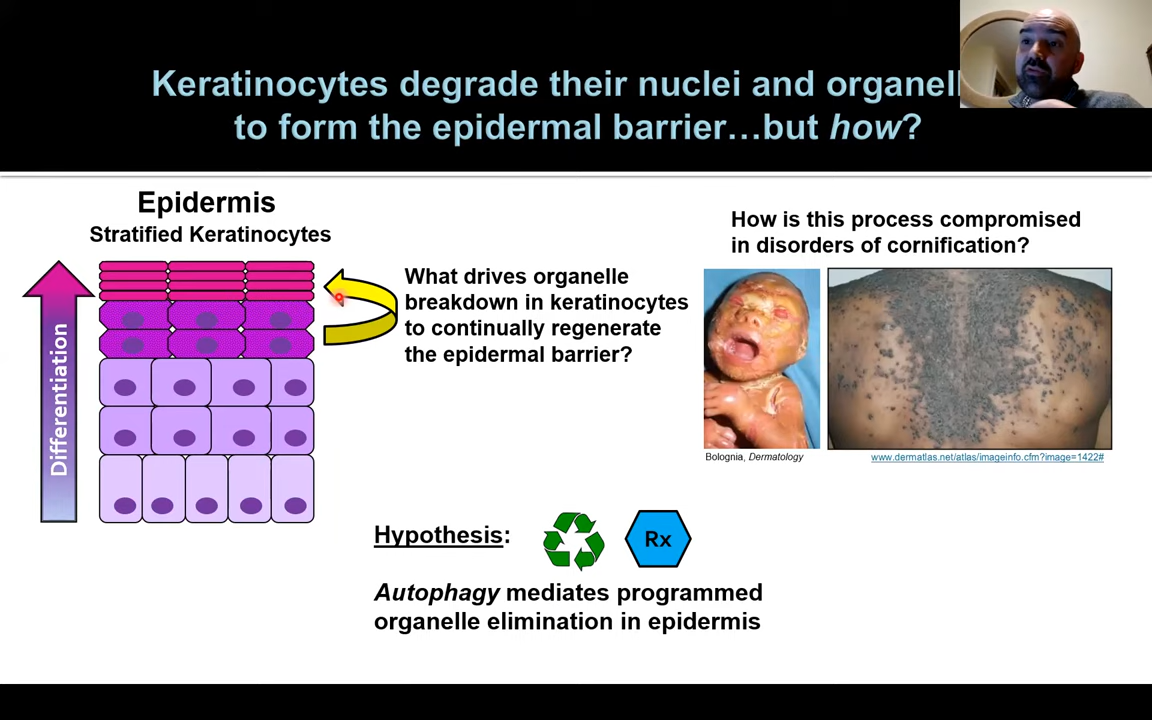 Keratinocytes degrade their nuclei and
to form the epidermal barrier…but how?
Epidermis
Stratified Keratinocytes
Differentiation
What drives organelle
breakdown in keratinocytes
to continually regenerate
the epidermal barrier?
How is this process compromised
in disorders of cornification?
Bolognia, Dermatology
www.dermatlas.net/atlas/imageinfo.cfm?image=1422#
Hypothesis:
Rx
Autophagy mediates programmed
organelle elimination in epidermis